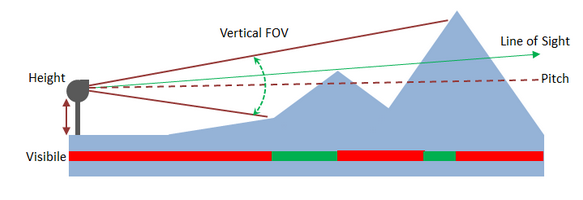 Vertical FOV
Line of Sight
Height
Pitch
Visibile